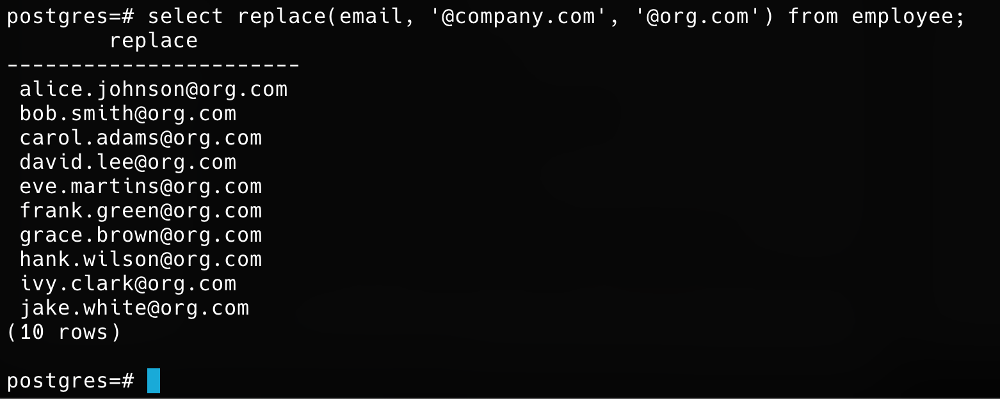 postgres=# select replace(email, '@company.com', '@org.com') from employee;
        replace
-----------------------
 alice.johnson@org.com
 bob.smith@org.com
 carol.adams@org.com
 david.lee@org.com
 eve.martins@org.com
 frank.green@org.com
 grace.brown@org.com
 hank.wilson@org.com
 ivy.clark@org.com
 jake.white@org.com
(10 rows)
postgres=#